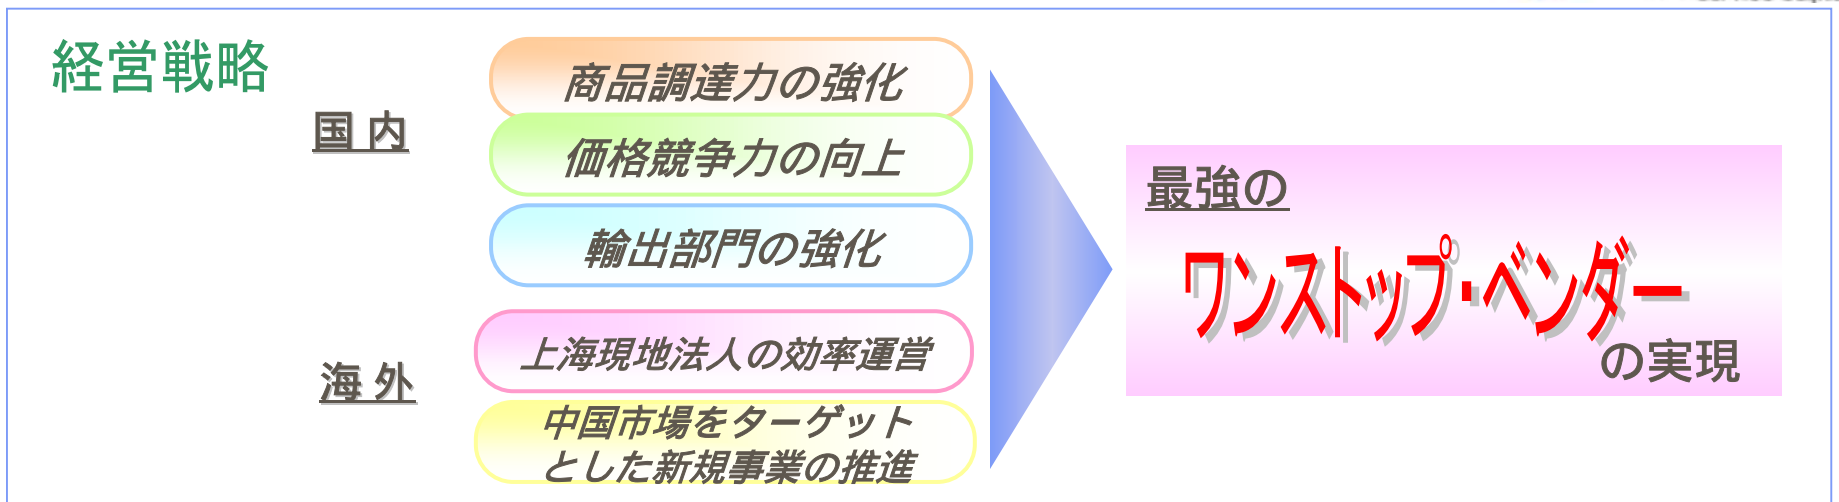 経営戦略
国内
商品調達力の強化
価格競争力の向上
輸出部門の強化
海外
上海現地法人の効率運営
中国市場をターゲット
とした新規事業の推進
最強の
ワンストップ・ベンダー
の実現